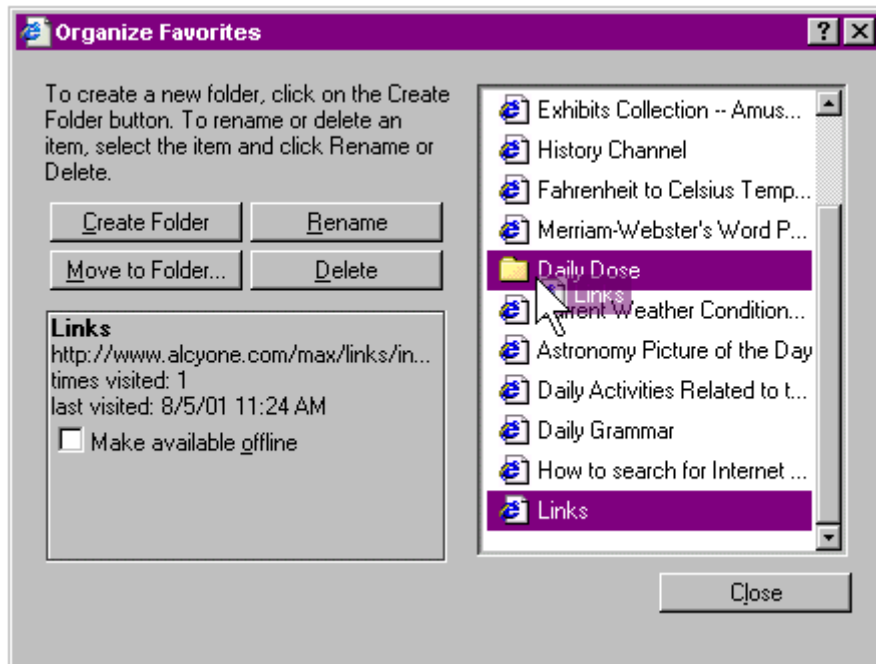 Organize Favorites
To create a new folder, click on the Create
Folder button. To rename or delete an
item, select the item and click Rename or
Delete.
Create Folder
Rename
Move to Folder...
Delete
Links
http://www.alcyone.com/max/links/in...
times visited: 1
last visited: 8/5/01 11:24 AM
Make available offline
Exhibits Collection -- Amus...
History Channel
Fahrenheit to Celsius Temp...
Merriam-Webster's Word P...
Daily Dose
Links
Weather Condition...
Astronomy Picture of the Day
Daily Activities Related to t...
Daily Grammar
How to search for Internet ...
Links
Close